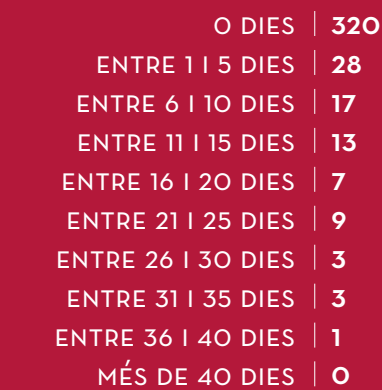 0 DIES | 320
ENTRE 1 I 5 DIES | 28
ENTRE 6 I 10 DIES | 17
ENTRE 11 I 15 DIES | 13
ENTRE 16 I 20 DIES | 7
ENTRE 21 I 25 DIES | 9
ENTRE 26 I 30 DIES | 3
ENTRE 31 I 35 DIES | 3
ENTRE 36 I 40 DIES | 1
MÉS DE 40 DIES | 0